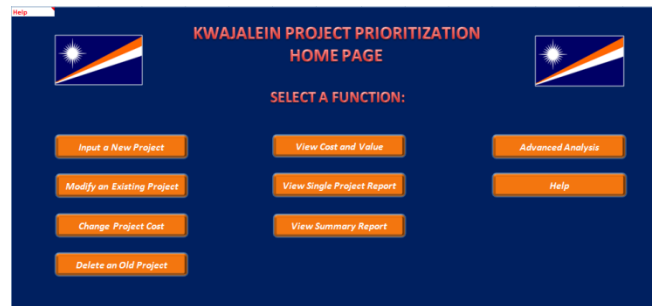 Help
KWAJALEIN PROJECT PRIORITIZATION
HOME PAGE
SELECT A FUNCTION:
Input a New Project
View Cost and Value
Advanced Analysis
Modify an Existing Project
View Single Project Report
Help
Change Project Cost
View Summary Report
Delete an Old Project